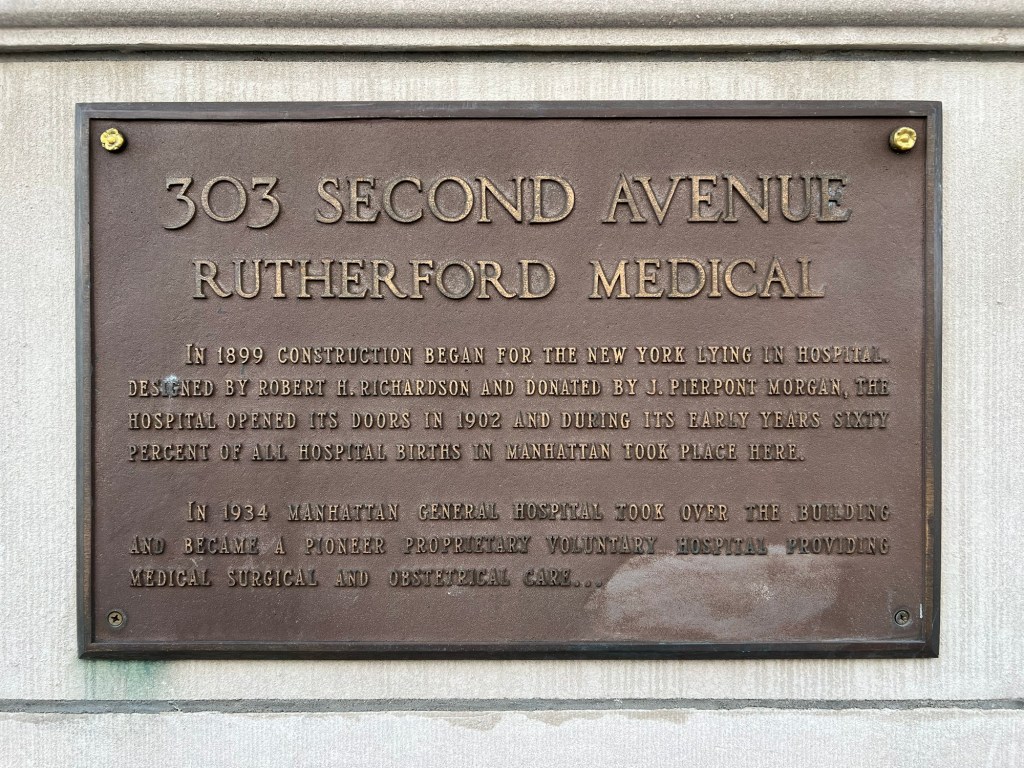 303 SECOND AVENUE
RUTHERFORD MEDICAL
IN 1899 CONSTRUCTION BEGAN FOR THE NEW YORK LYING IN HOSPITAL.
DESIGNED BY ROBERT H. RICHARDSON AND DONATED BY J. PIERPONT MORGAN, THE
HOSPITAL OPENED ITS DOORS IN 1902 AND DURING ITS EARLY YEARS SIXTY
PERCENT OF ALL HOSPITAL BIRTHS IN MANHATTAN TOOK PLACE HERE.
IN 1934 MANHATTAN GENERAL HOSPITAL TOOK OVER THE BUILDING
AND BECAME A PIONEER PROPRIETARY VOLUNTARY HOSPITAL PROVIDING
MEDICAL SURGICAL AND OBSTETRICAL CARE...